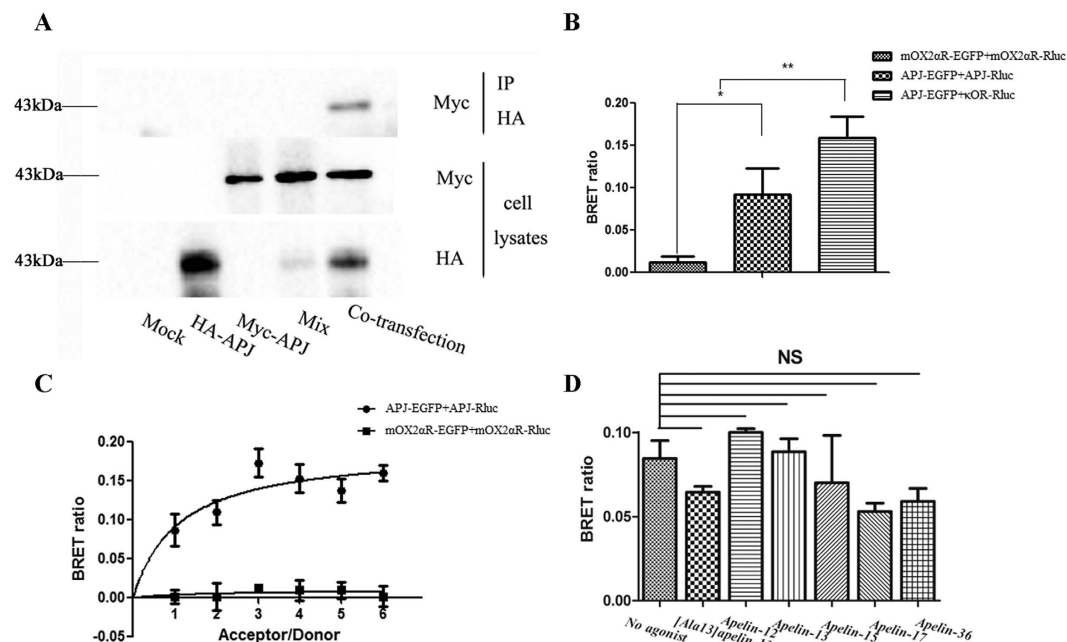 A
43kDa
Myc
IP
HA
43kDa
Myc
cell
lysates
43kDa
HA
Mock
HA-APJ
Myc-APJ
Mix
Co-transfection
B
mOX2αR-EGFP+mOX2αR-Rluc
APJ-EGFP+APJ-Rluc
APJ-EGFP+κOR-Rluc
**
*
BRET ratio
0.20
0.15
0.10
0.05
0.00
C
APJ-EGFP+APJ-Rluc
mOX2αR-EGFP+mOX2αR-Rluc
BRET ratio
0.20
0.15
0.10
0.05
0.00
-0.05
1 2 3 4 5 6
Acceptor/Donor
D
NS
BRET ratio
0.10
0.05
0.00
No agonist
[Ala13]apelin-13
Apelin-12
Apelin-13
Apelin-15
Apelin-17
Apelin-36